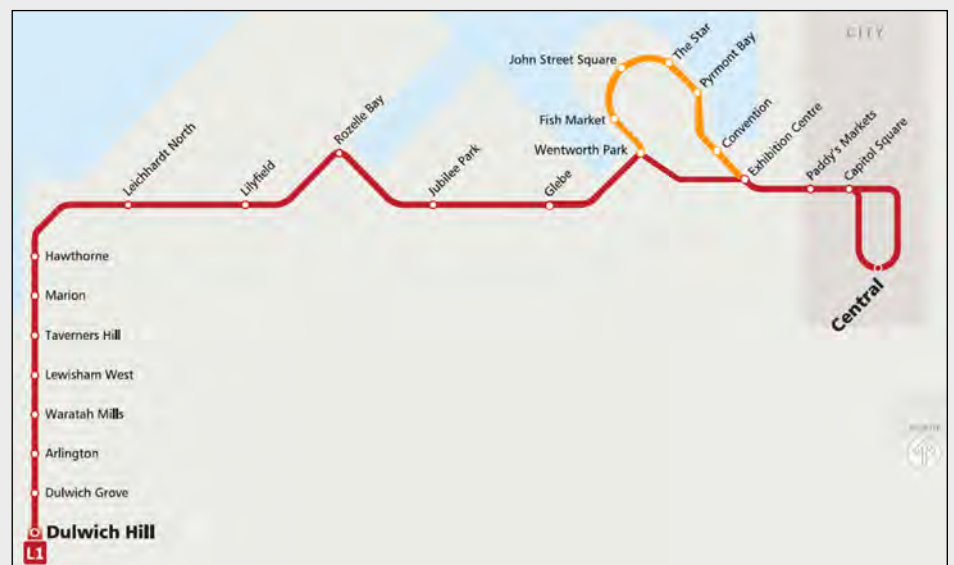 CITY
The Star
John Street Square
Pyrmont Bay
Fish Market
Convention
Wentworth Park
Exhibition Centre
Paddy's Markets
Capitol Square
Rozelle Bay
Leichhardt North
Lilyfield
Jubilee Park
Glebe
Hawthorne
Marion
Taverners Hill
Lewisham West
Waratah Mills
Arlington
Dulwich Grove
Dulwich Hill
L1
Central